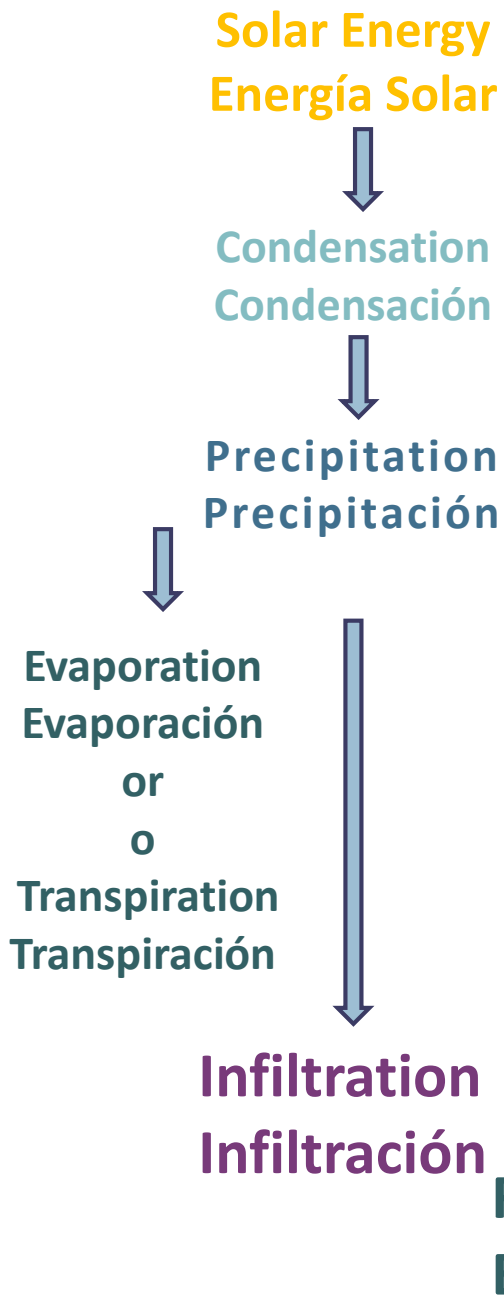 Solar Energy
Energía Solar
Condensation
Condensación
Precipitation
Precipitación
Evaporation
Evaporación
or
o
Transpiration
Transpiración
Infiltration
Infiltración